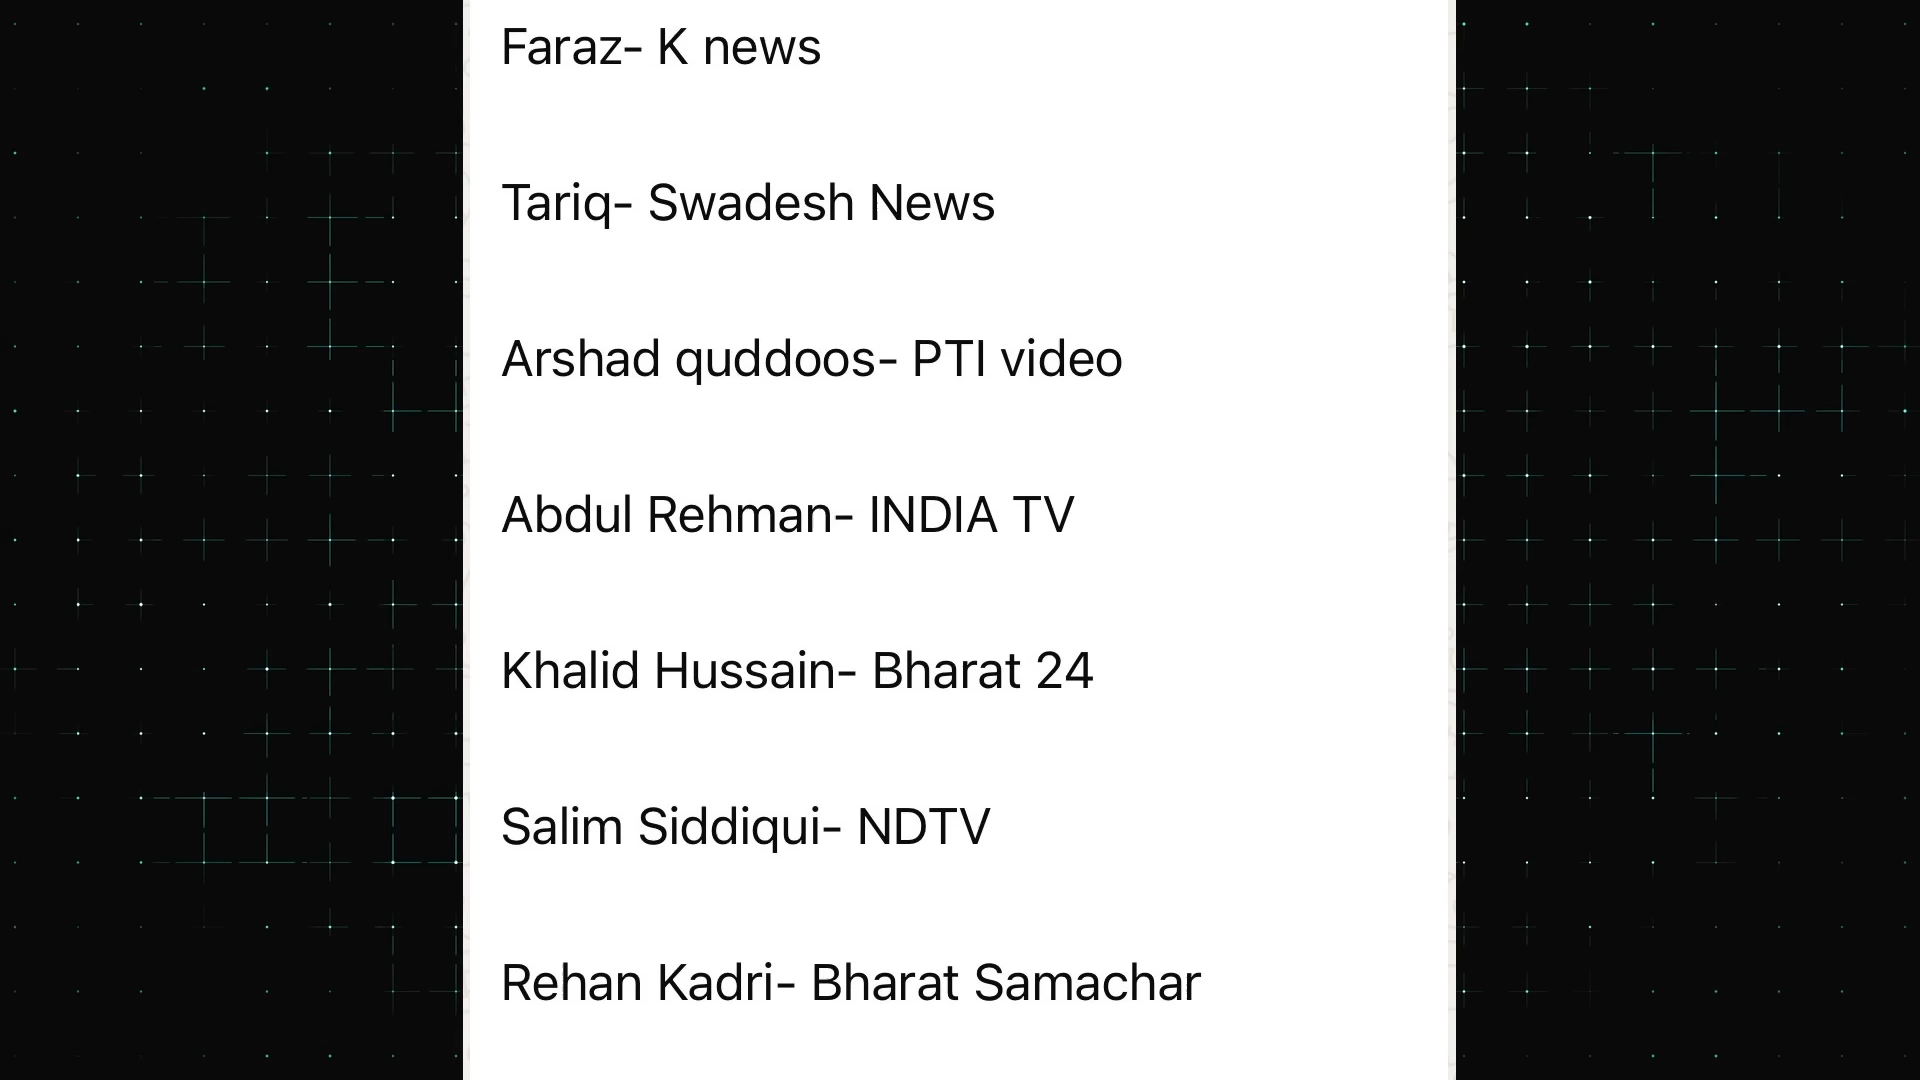 Faraz- K news
Tariq- Swadesh News
Arshad quddoos- PTI video
Abdul Rehman- INDIA TV
Khalid Hussain- Bharat 24
Salim Siddiqui- NDTV
Rehan Kadri- Bharat Samachar